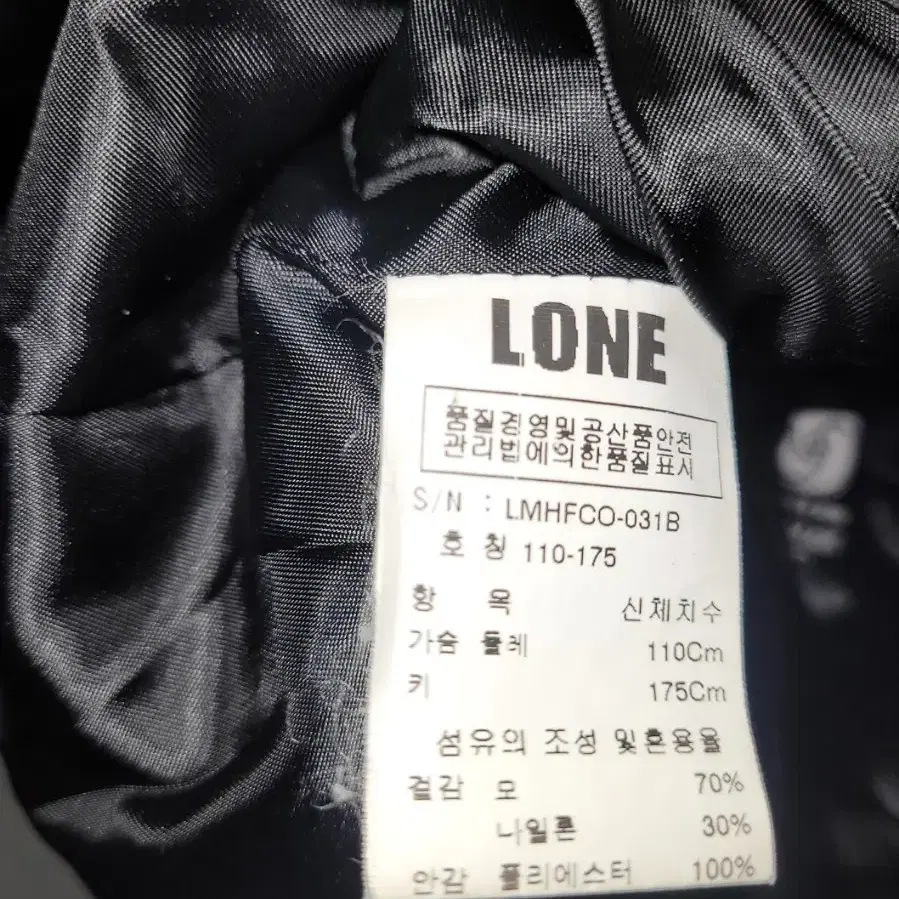 LONE
품질경영및공산품안전
관리법에의한품질표시
S/N : LMHFCO-031B
호 칭 110-175
항 목 신체치수
가슴 둘레 110Cm
키 175Cm
섬유의 조성 및혼용율
겉감 모 70%
나일론 30%
안감 폴리에스터 100%